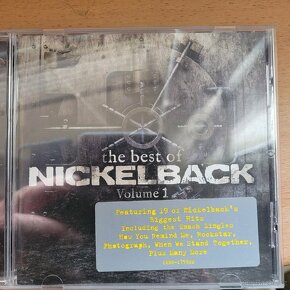 the best of
NICKELBACK
Volume 1
Featuring 19 of Nickelback's
Biggest Hits
Including the Smash Singles
How You Remind Me, Rockstar,
Photograph, When We Stand Together,
Plus Many More